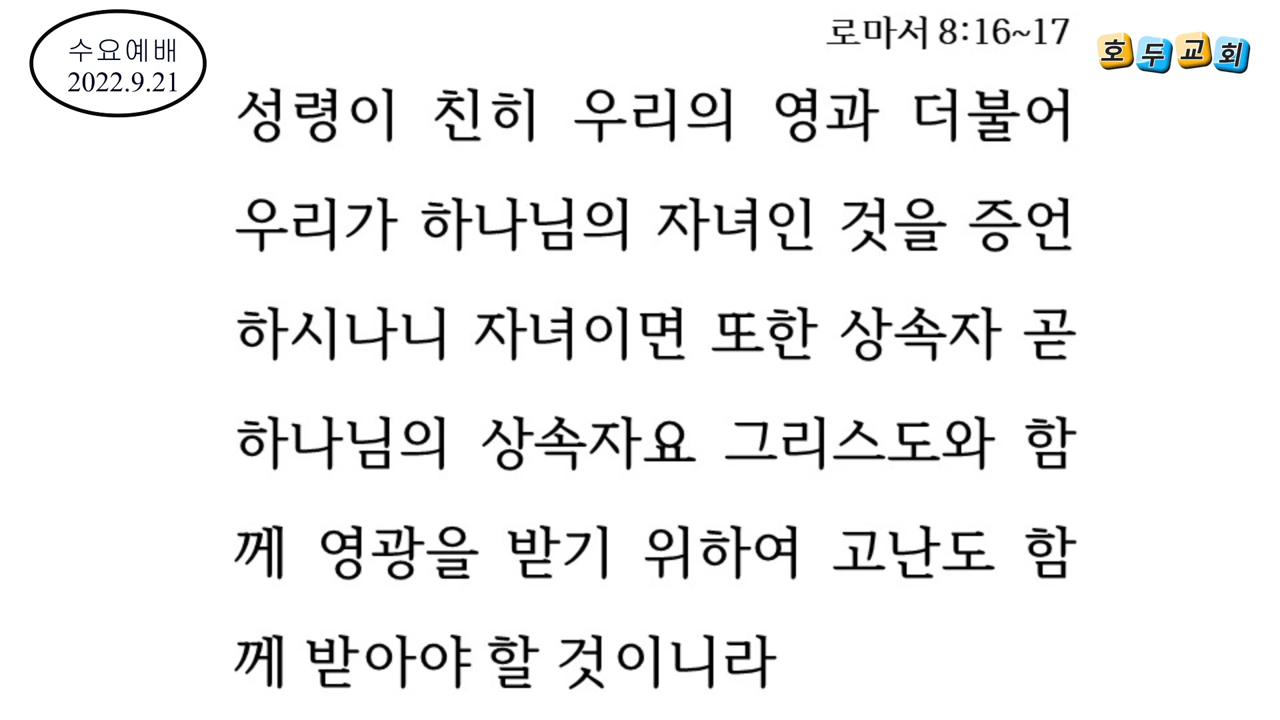 수요예배
2022.9.21
로마서 8:16~17
호두교회
성령이 친히 우리의 영과 더불어
우리가 하나님의 자녀인 것을 증언
하시나니 자녀이면 또한 상속자 곧
하나님의 상속자요 그리스도와 함
께 영광을 받기 위하여 고난도 함
께 받아야 할 것이니라